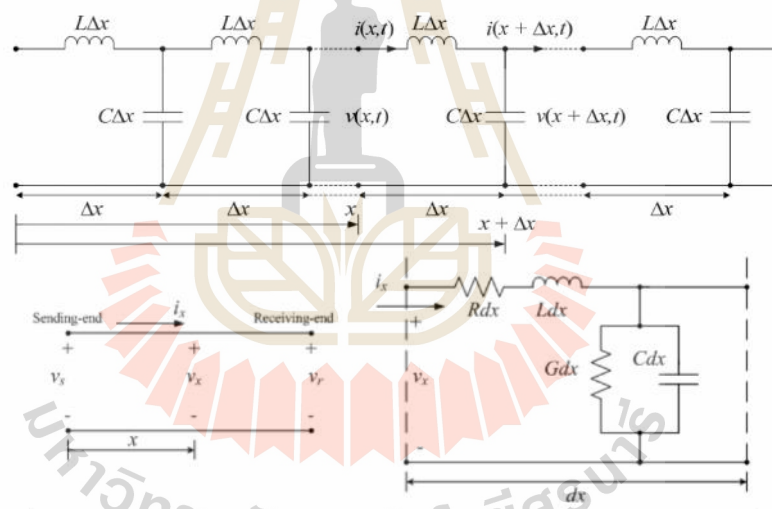 LΔx LΔx i(x,t) LΔx i(x + Δx,t) LΔx
CΔx CΔx v(x,t) CΔx v(x + Δx,t) CΔx
Δx Δx x Δx Δx
x + Δx
Sending-end iₓ Receiving-end
+ + +
vₛ vₓ vᵣ
- - -
x
iₓ
+ Rdx Ldx
vₓ Gdx Cdx
-
dx